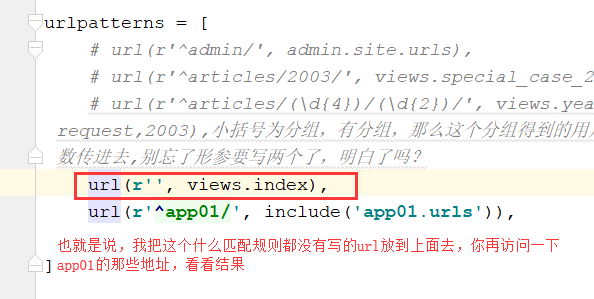 urlpatterns = [
# url(r'^admin/', admin.site.urls),
# url(r'^articles/2003/', views.special_case_2
# url(r'^articles/(\d{4})/(\d{2})/', views.yea
request,2003),小括号为分组，有分组，那么这个分组得到的用
数传进去,别忘了形参要写两个了，明白了吗？
url(r'', views.index),
url(r'^app01/', include('app01.urls')),
也就是说，我把这个什么匹配规则都没有写的url放到上面去，你再访问一下
] app01的那些地址，看看结果